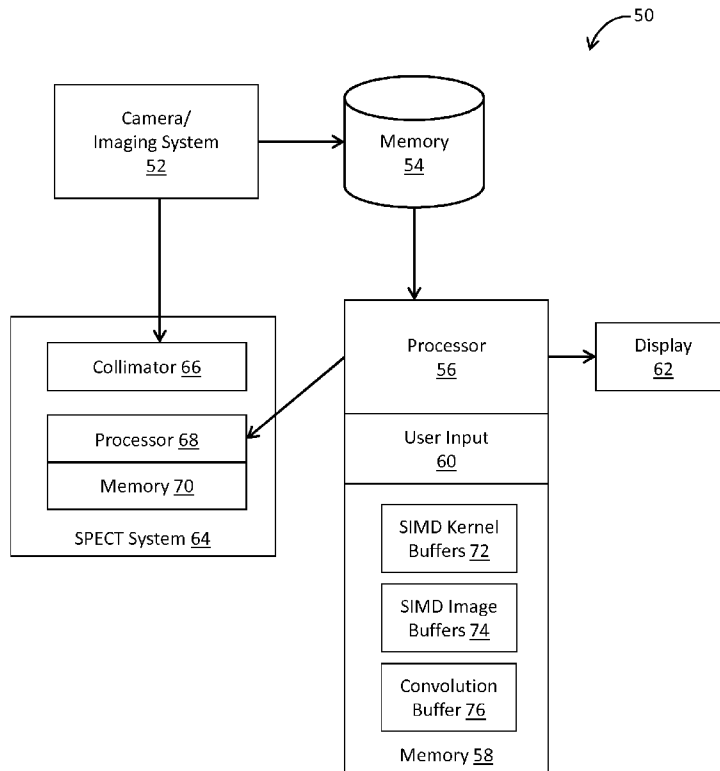 50
Camera/
Imaging System
52
Memory
54
Collimator 66
Processor 68
Memory 70
SPECT System 64
Processor
56
User Input
60
SIMD Kernel
Buffers 72
SIMD Image
Buffers 74
Convolution
Buffer 76
Memory 58
Display
62